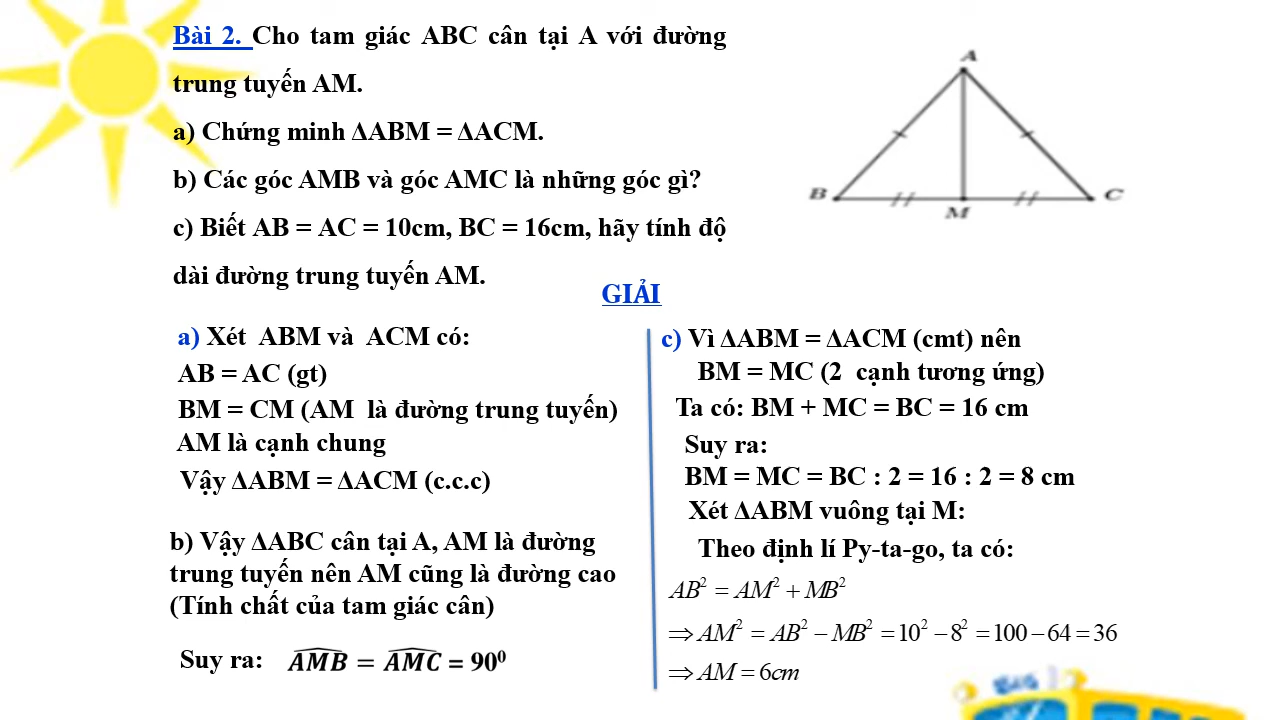 Bài 2. Cho tam giác ABC cân tại A với đường
trung tuyến AM.
a) Chứng minh ΔABM = ΔACM.
b) Các góc AMB và góc AMC là những góc gì?
c) Biết AB = AC = 10cm, BC = 16cm, hãy tính độ
dài đường trung tuyến AM.
A
B
M
C
GIẢI
a) Xét ABM và ACM có:
AB = AC (gt)
BM = CM (AM là đường trung tuyến)
AM là cạnh chung
Vậy ΔABM = ΔACM (c.c.c)
b) Vậy ΔABC cân tại A, AM là đường
trung tuyến nên AM cũng là đường cao
(Tính chất của tam giác cân)
Suy ra: $\widehat{AMB} = \widehat{AMC}$ = 90⁰
c) Vì ΔABM = ΔACM (cmt) nên
BM = MC (2 cạnh tương ứng)
Ta có: BM + MC = BC = 16 cm
Suy ra:
BM = MC = BC : 2 = 16 : 2 = 8 cm
Xét ΔABM vuông tại M:
Theo định lí Py-ta-go, ta có:
AB² = AM² + MB²
⇒ AM² = AB² − MB² = 10² − 8² = 100 − 64 = 36
⇒ AM = 6cm